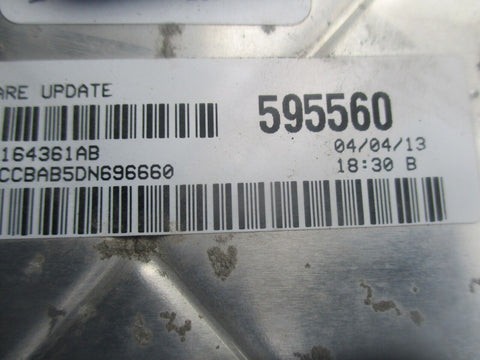 ARE UPDATE
595560
164361AB
04/04/13
CCBAB5DN696660
18:30 B